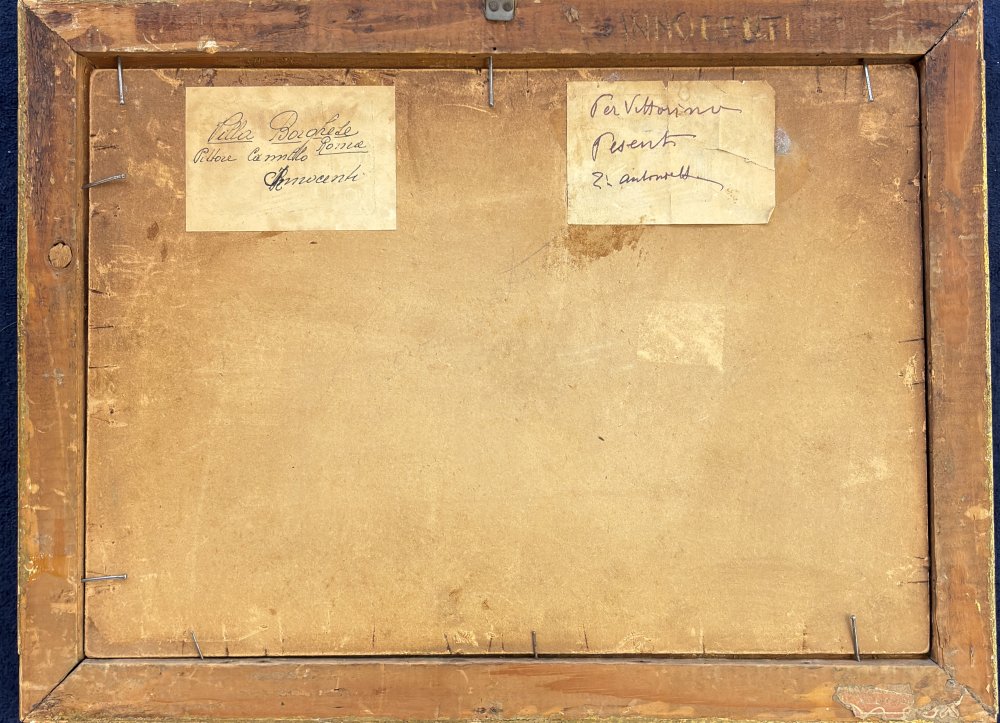 INNOCENTI
Villa Borghese
Roma
Pittore Camillo
Innocenti
Per Vittorino
Pesenti
Zi antonietta